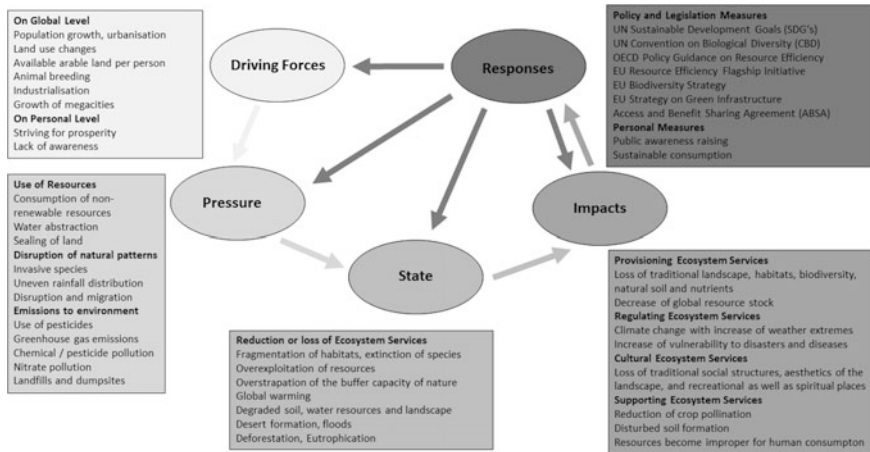 On Global Level
Population growth, urbanisation
Land use changes
Available arable land per person
Animal breeding
Industrialisation
Growth of megacities
On Personal Level
Striving for prosperity
Lack of awareness
Driving Forces
Responses
Policy and Legislation Measures
UN Sustainable Development Goals (SDG's)
UN Convention on Biological Diversity (CBD)
OECD Policy Guidance on Resource Efficiency
EU Resource Efficiency Flagship Initiative
EU Biodiversity Strategy
EU Strategy on Green Infrastructure
Access and Benefit Sharing Agreement (ABSA)
Personal Measures
Public awareness raising
Sustainable consumption
Use of Resources
Consumption of non-
renewable resources
Water abstraction
Sealing of land
Disruption of natural patterns
Invasive species
Uneven rainfall distribution
Disruption and migration
Emissions to environment
Use of pesticides
Greenhouse gas emissions
Chemical / pesticide pollution
Nitrate pollution
Landfills and dumpsites
Pressure
Impacts
State
Reduction or loss of Ecosystem Services
Fragmentation of habitats, extinction of species
Overexploitation of resources
Overstrapation of the buffer capacity of nature
Global warming
Degraded soil, water resources and landscape
Desert formation, floods
Deforestation, Eutrophication
Provisioning Ecosystem Services
Loss of traditional landscape, habitats, biodiversity,
natural soil and nutrients
Decrease of global resource stock
Regulating Ecosystem Services
Climate change with increase of weather extremes
Increase of vulnerability to disasters and diseases
Cultural Ecosystem Services
Loss of traditional social structures, aesthetics of the
landscape, and recreational as well as spiritual places
Supporting Ecosystem Services
Reduction of crop pollination
Disturbed soil formation
Resources become improper for human consumpton